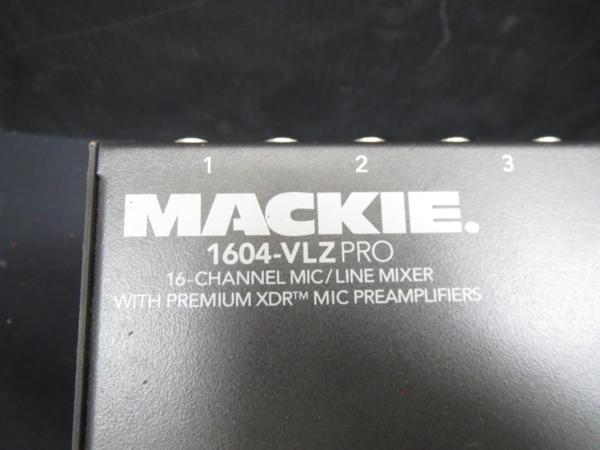 1 2 3
MACKIE.
1604-VLZ PRO
16-CHANNEL MIC/LINE MIXER
WITH PREMIUM XDR™ MIC PREAMPLIFIERS